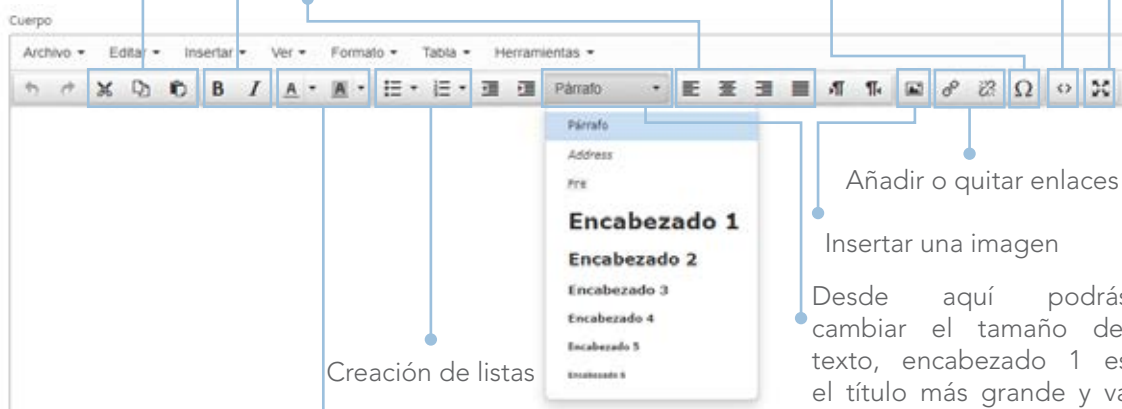 Cuerpo
Archivo Editar Insertar Ver Formato Tabla Herramientas
B I A A Párrafo Ω <>
Párrafo
Address
Pre
Encabezado 1
Encabezado 2
Encabezado 3
Encabezado 4
Encabezado 5
Encabezado 6
Añadir o quitar enlaces
Insertar una imagen
Desde aquí podrás
cambiar el tamaño de
texto, encabezado 1 es
el título más grande y va
Creación de listas